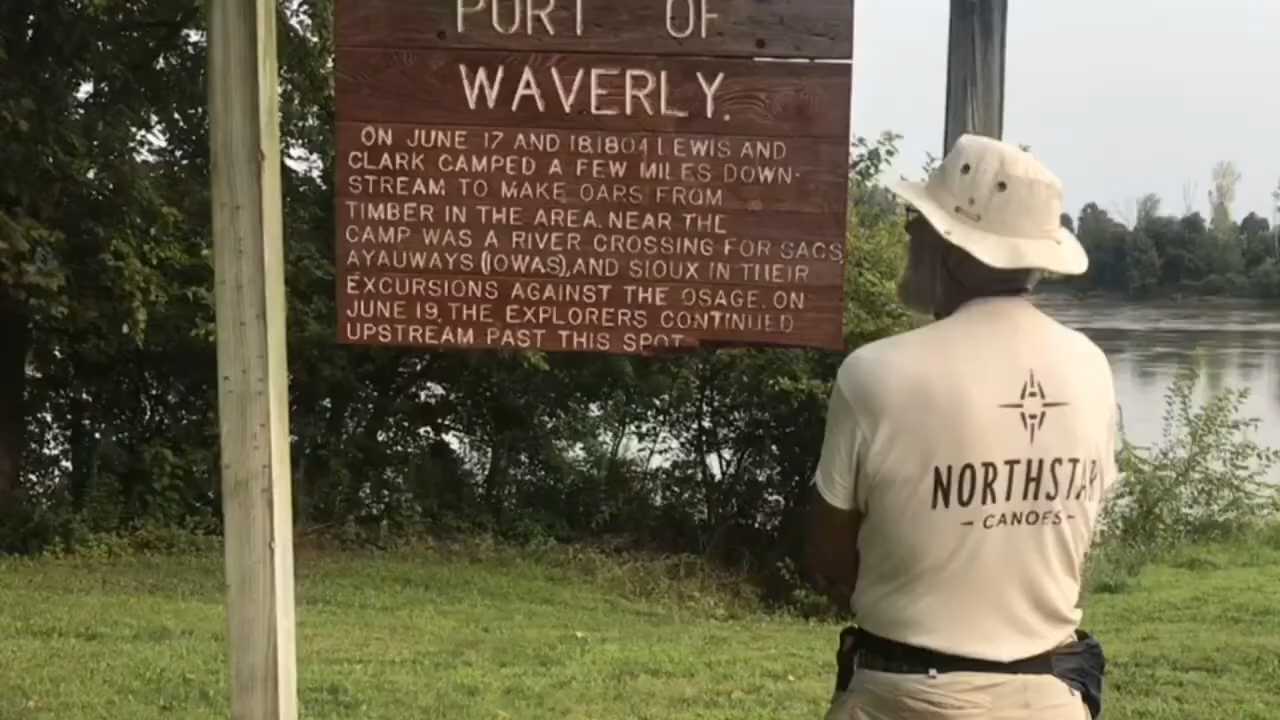 PORT OF
WAVERLY.
ON JUNE 17 AND 18,1804 LEWIS AND
CLARK CAMPED A FEW MILES DOWN-
STREAM TO MAKE OARS FROM
TIMBER IN THE AREA. NEAR THE
CAMP WAS A RIVER CROSSING FOR SACS,
AYAUWAYS (IOWAS),AND SIOUX IN THEIR
EXCURSIONS AGAINST THE OSAGE. ON
JUNE 19, THE EXPLORERS CONTINUED
UPSTREAM PAST THIS SPOT
NORTHSTAR
- CANOES -